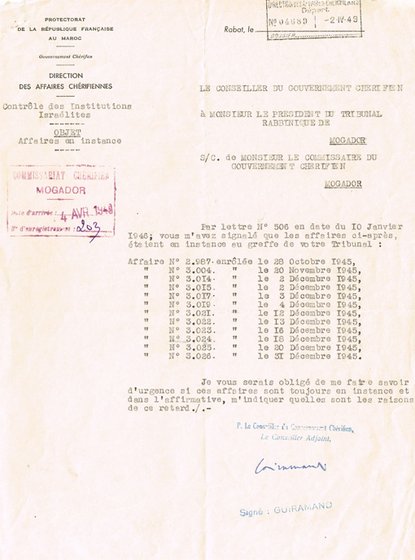 PROTECTORAT
DE LA RÉPUBLIQUE FRANÇAISE
AU MAROC
Gouvernement Chérifien
DIRECTION
DES AFFAIRES CHÉRIFIENNES
Contrôle des Institutions
Israélites
OBJET
Affaires en instance
Départ
N° 04689 -2-IV-48
Rabat, le
LE CONSEILLER DU GOUVERNEMENT CHERIFIEN
à MONSIEUR LE PRESIDENT DU TRIBUNAL
RABBINIQUE DE
MOGADOR
S/C. de MONSIEUR LE COMMISSAIRE DU
GOUVERNEMENT CHERIFIEN
MOGADOR
COMMISSARIAT CHÉRIFIEN
MOGADOR
Date d'arrivée : 4 AVR. 1948
N° d'enregistrement : 203
Par lettre N° 506 en date du 10 Janvier
1946; vous m'avez signalé que les affaires ci-après,
étaient en instance au greffe de votre Tribunal :
Affaire N° 2.987 enrôlée le 28 Octobre 1945,
" N° 3.004. " le 20 Novembre 1945,
" N° 3.014. " le 2 Décembre 1945,
" N° 3.015. " le 2 Décembre 1945,
" N° 3.017. " le 3 Décembre 1945,
" N° 3.019. " le 4 Décembre 1945,
" N° 3.021. " le 12 Décembre 1945,
" N° 3.022. " le 13 Décembre 1945,
" N° 3.023. " le 16 Décembre 1945,
" N° 3.024. " le 18 Décembre 1945,
" N° 3.025. " le 20 Décembre 1945,
" N° 3.026. " le 31 Décembre 1945.
Je vous serais obligé de me faire savoir
d'urgence si ces affaires sont toujours en instance et
dans l'affirmative, m'indiquer quelles sont les raisons
de ce retard./.-
P. Le Conseiller du Gouvernement Chérifien,
Le Conseiller Adjoint,
Guiramand
Signé : GUIRAMAND